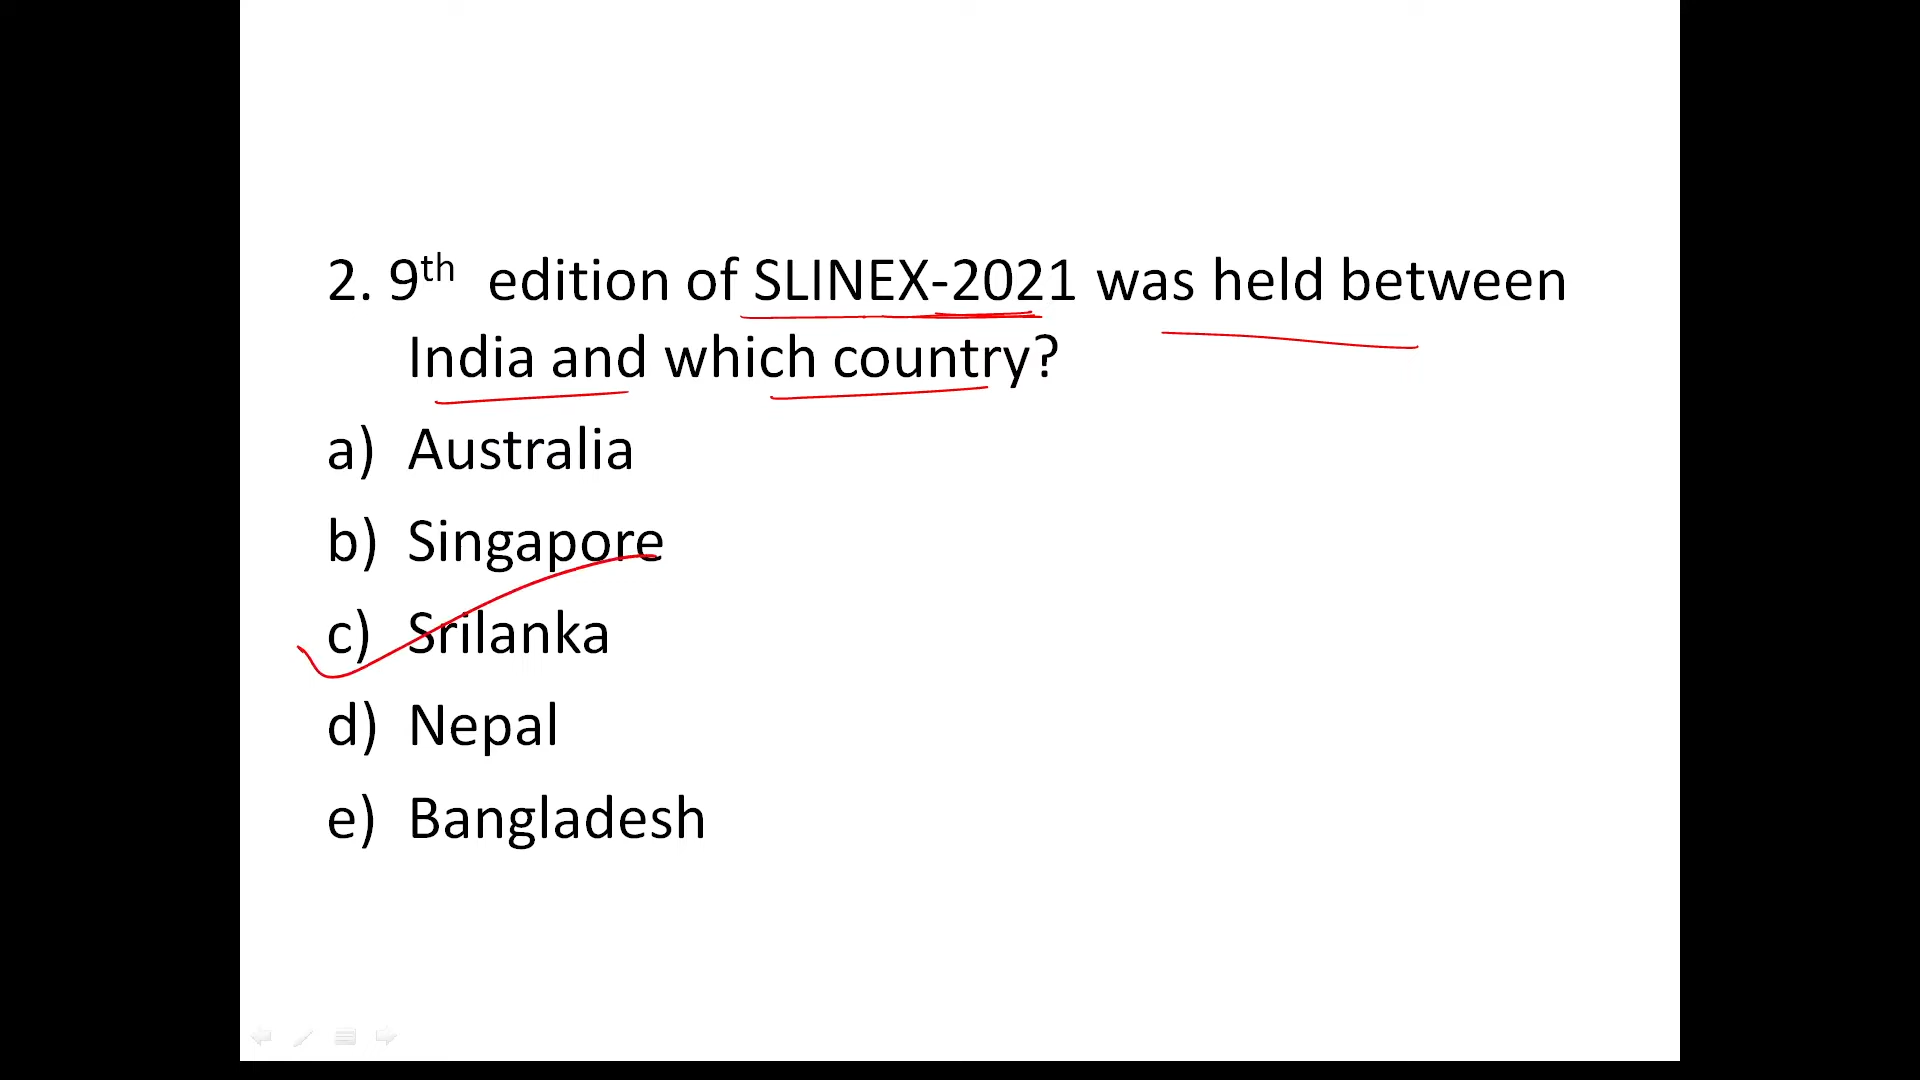 2. 9th edition of SLINEX-2021 was held between
India and which country?
a) Australia
b) Singapore
c) Srilanka
d) Nepal
e) Bangladesh